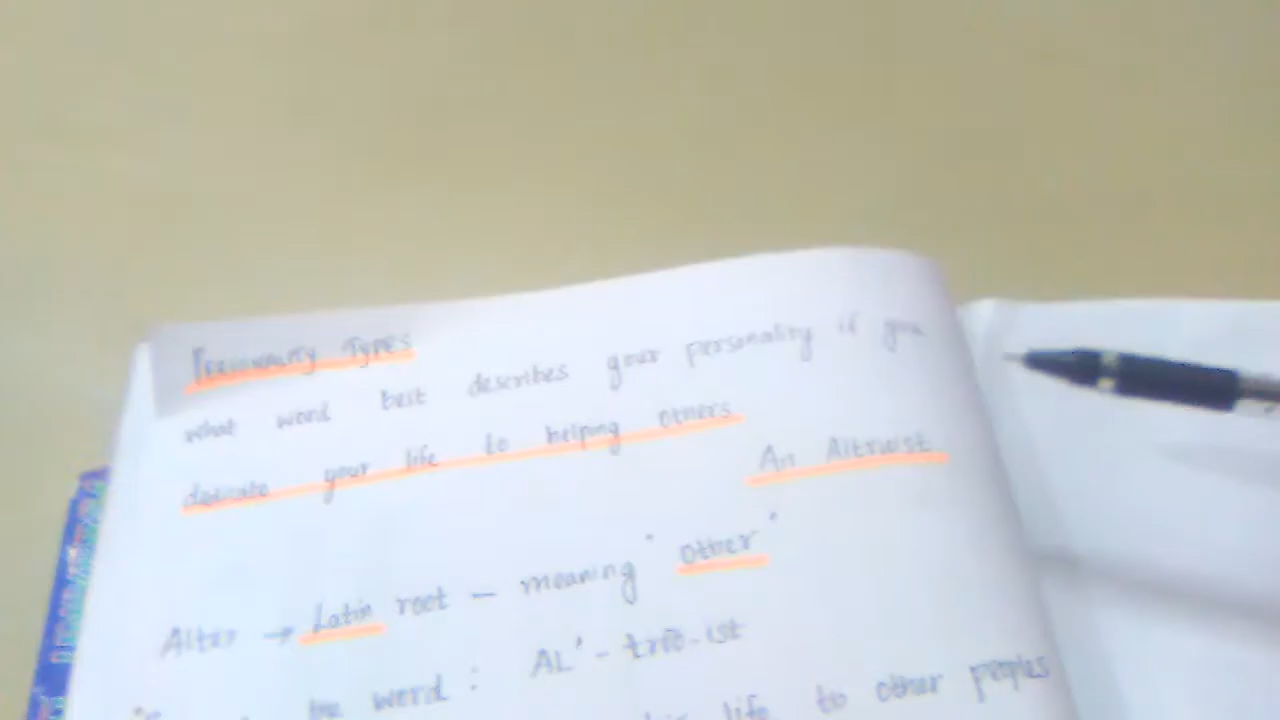 Personality Types
what word best describes your personality if you
dedicate your life to helping others
An Altruist
Alter → Latin root - meaning "other"
the word : AL' - troo - ist
life to other peoples